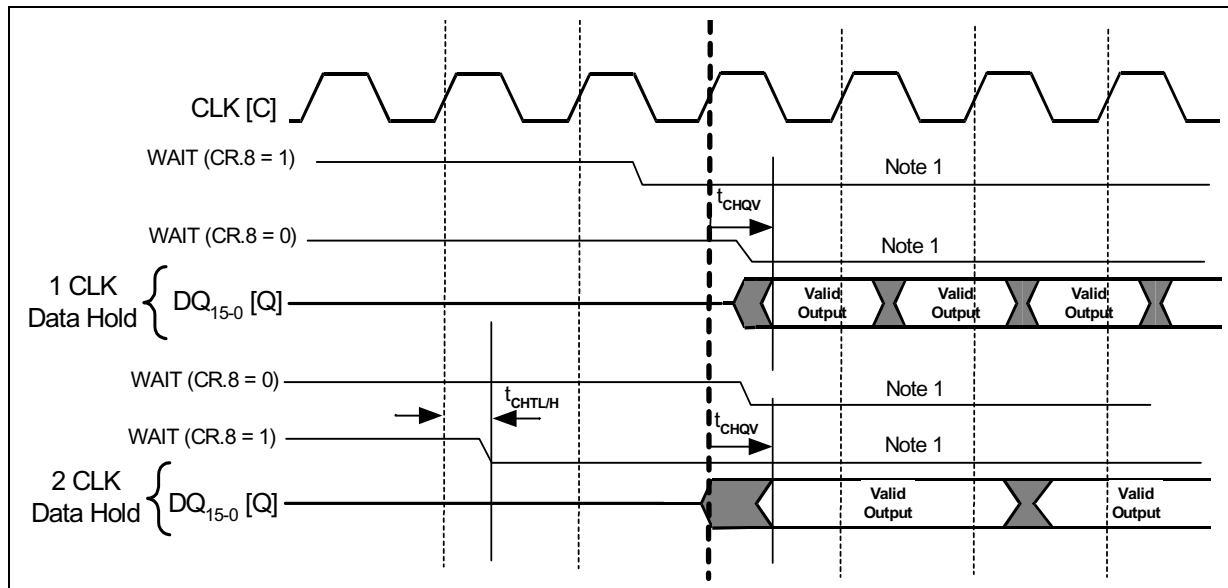 CLK [C]
WAIT (CR.8 = 1)
Note 1
tCHQV
WAIT (CR.8 = 0)
Note 1
1 CLK
Data Hold
DQ15-0 [Q]
Valid
Output
Valid
Output
Valid
Output
WAIT (CR.8 = 0)
Note 1
tCHTL/H
tCHQV
WAIT (CR.8 = 1)
Note 1
2 CLK
Data Hold
DQ15-0 [Q]
Valid
Output
Valid
Output